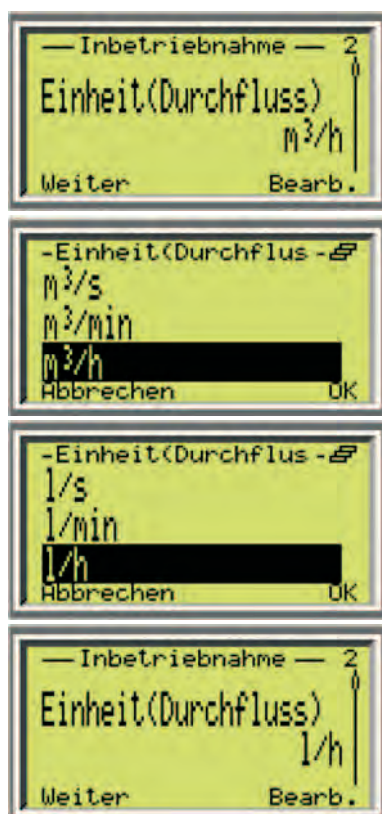 Inbetriebnahme 2
Einheit(Durchfluss)
m³/h
Weiter Bearb.
-Einheit(Durchflus-
m³/s
m³/min
m³/h
Abbrechen OK
-Einheit(Durchflus-
l/s
l/min
l/h
Abbrechen OK
Inbetriebnahme 2
Einheit(Durchfluss)
l/h
Weiter Bearb.